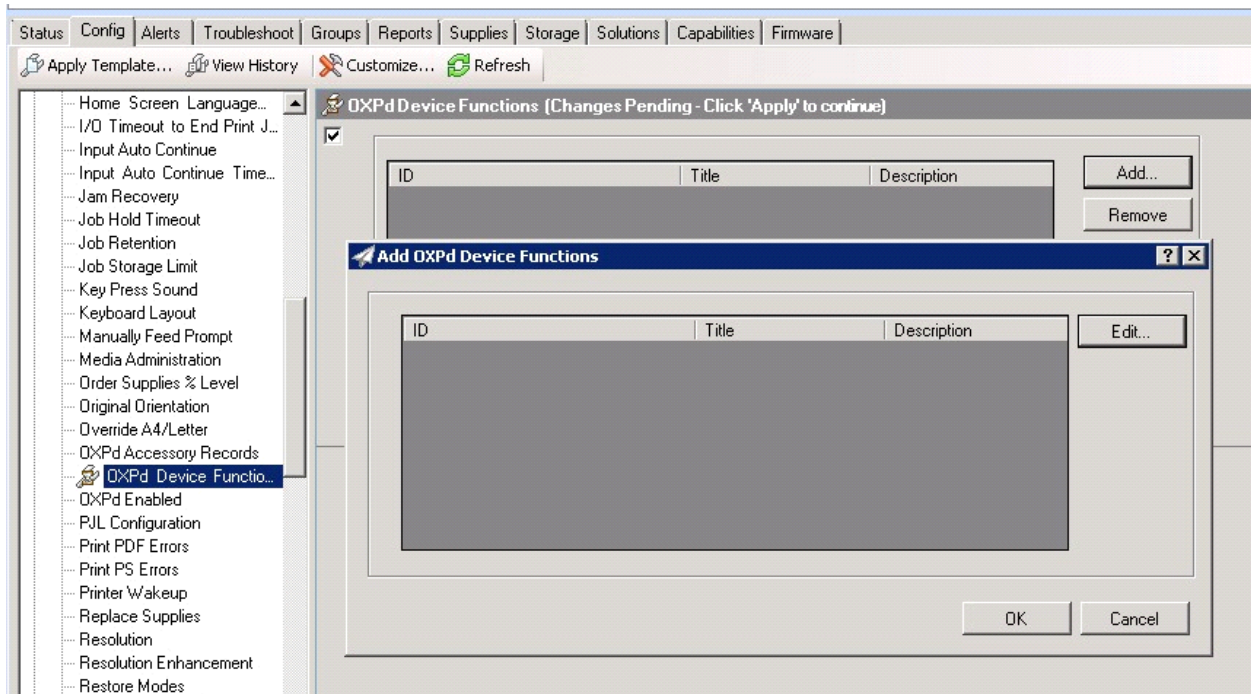 Status Config Alerts Troubleshoot Groups Reports Supplies Storage Solutions Capabilities Firmware
Apply Template... View History Customize... Refresh
Home Screen Language...
I/O Timeout to End Print J...
Input Auto Continue
Input Auto Continue Time...
Jam Recovery
Job Hold Timeout
Job Retention
Job Storage Limit
Key Press Sound
Keyboard Layout
Manually Feed Prompt
Media Administration
Order Supplies % Level
Original Orientation
Override A4/Letter
OXPd Accessory Records
OXPd Device Functio...
OXPd Enabled
PJL Configuration
Print PDF Errors
Print PS Errors
Printer Wakeup
Replace Supplies
Resolution
Resolution Enhancement
Restore Modes
OXPd Device Functions (Changes Pending - Click 'Apply' to continue)
ID Title Description
Add...
Remove
Add OXPd Device Functions
ID Title Description
Edit...
OK Cancel